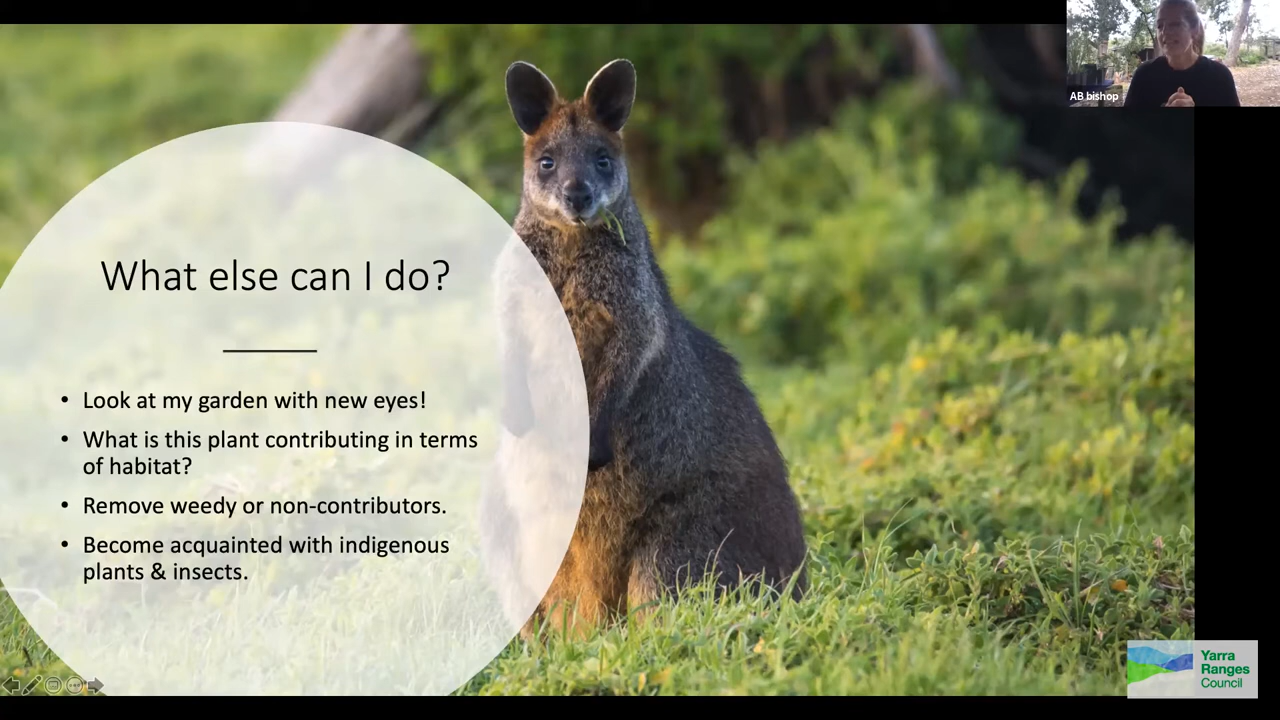 AB bishop
What else can I do?
• Look at my garden with new eyes!
• What is this plant contributing in terms
of habitat?
• Remove weedy or non-contributors.
• Become acquainted with indigenous
plants & insects.
Yarra
Ranges
Council